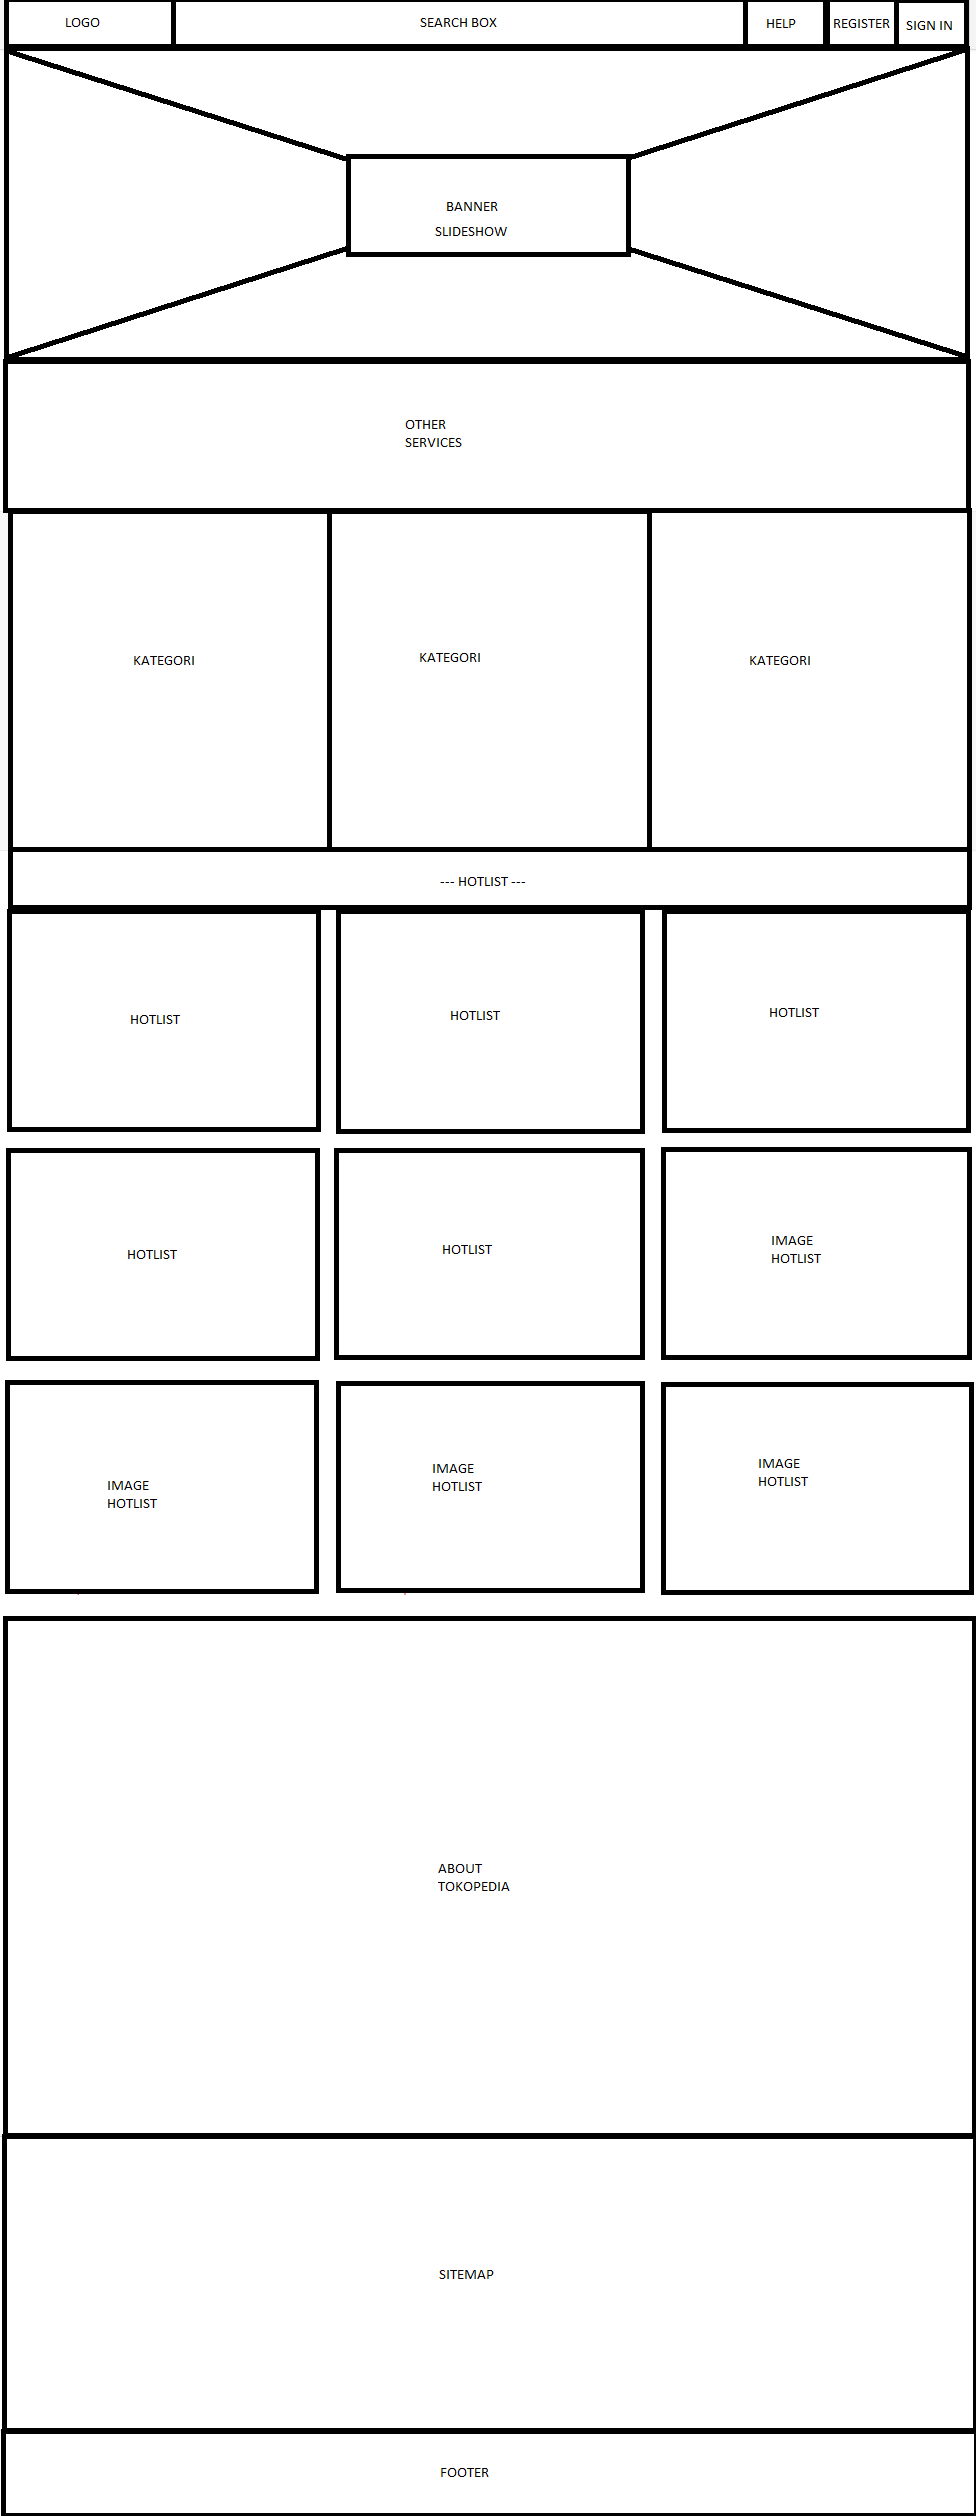 LOGO
SEARCH BOX
HELP
REGISTER
SIGN IN
BANNER
SLIDESHOW
OTHER
SERVICES
KATEGORI
KATEGORI
KATEGORI
--- HOTLIST ---
HOTLIST
HOTLIST
HOTLIST
HOTLIST
HOTLIST
IMAGE
HOTLIST
IMAGE
HOTLIST
IMAGE
HOTLIST
IMAGE
HOTLIST
ABOUT
TOKOPEDIA
SITEMAP
FOOTER